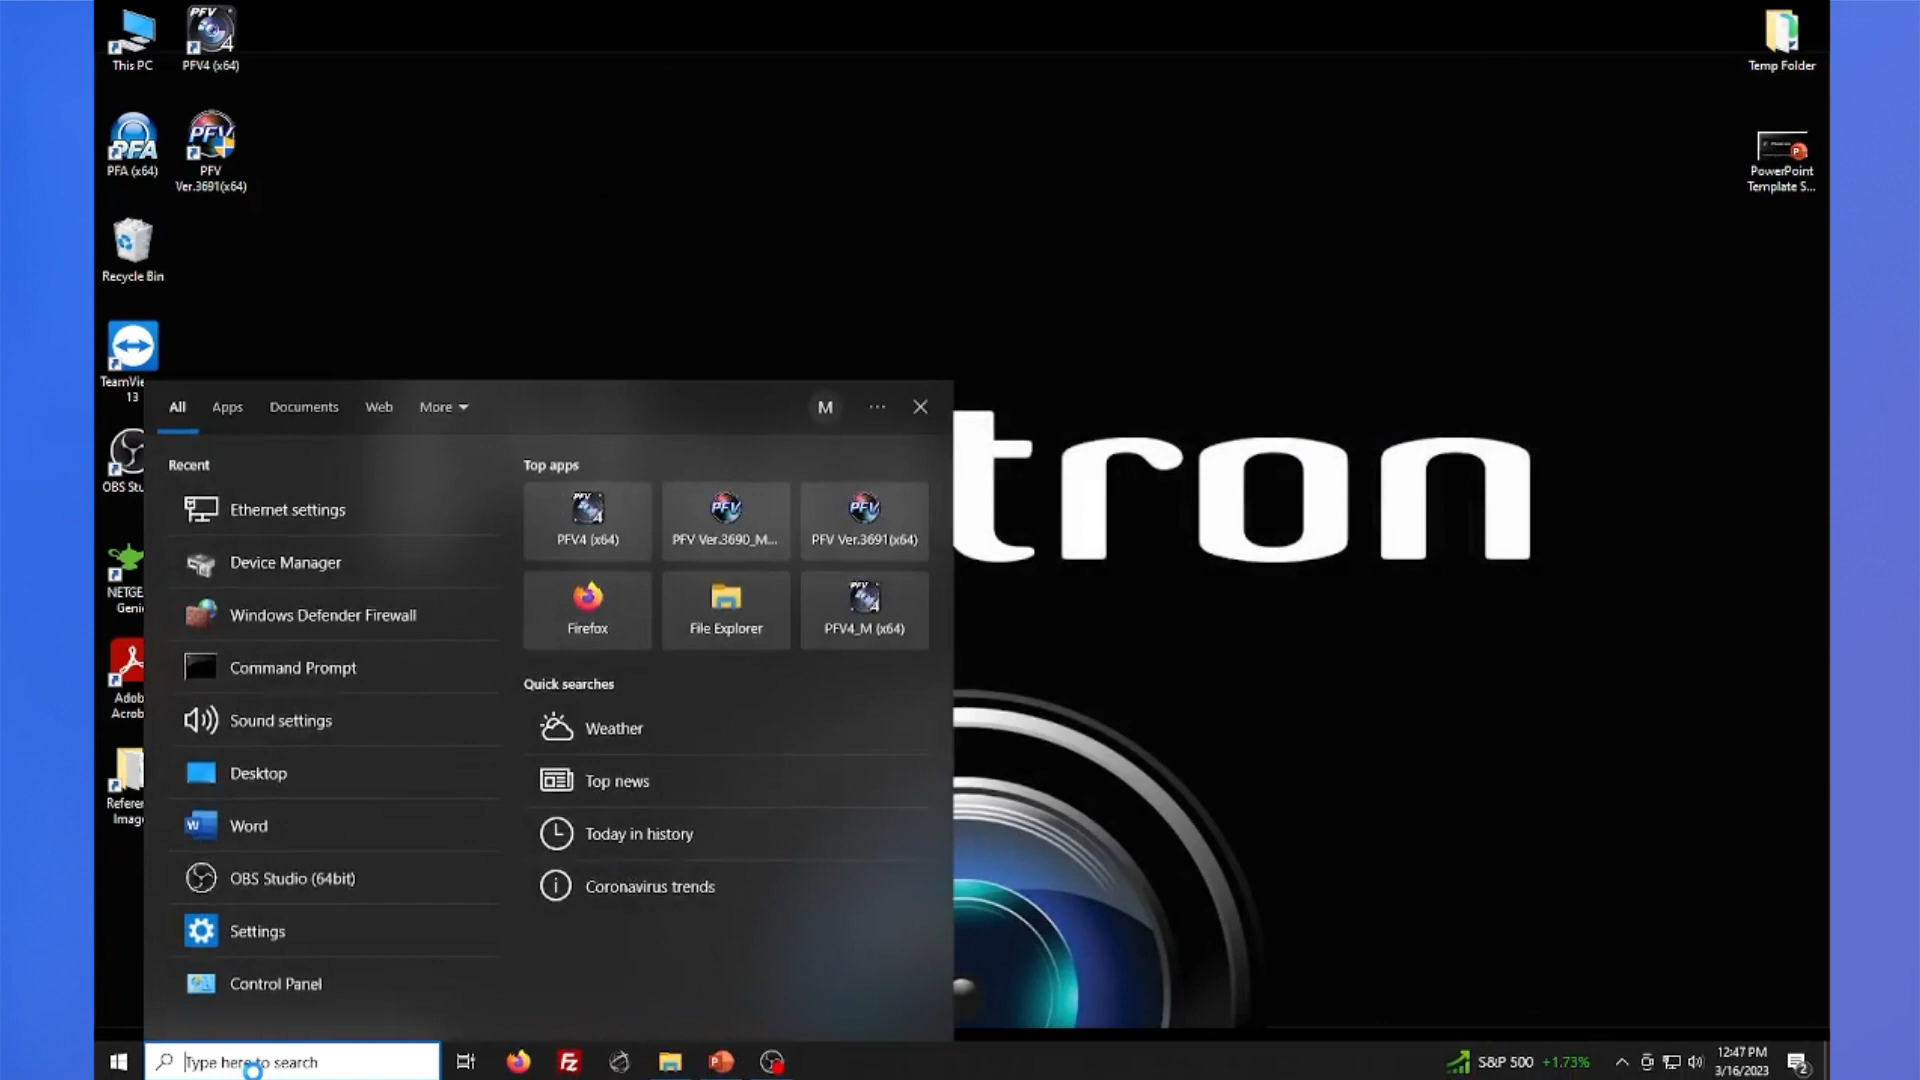 This PC
PFV4 (x64)
Temp Folder
PFA (x64)
PFV
Ver.3691(x64)
PowerPoint
Template S...
Recycle Bin
TeamVie
13
OBS Stu
NETGE
Geni
Adob
Acrob
Referen
Imag
All
Apps
Documents
Web
More
M
Recent
Ethernet settings
Device Manager
Windows Defender Firewall
Command Prompt
Sound settings
Desktop
Word
OBS Studio (64bit)
Settings
Control Panel
Top apps
PFV4 (x64)
PFV Ver.3690_M...
PFV Ver.3691(x64)
Firefox
File Explorer
PFV4_M (x64)
Quick searches
Weather
Top news
Today in history
Coronavirus trends
tron
Type here to search
S&P 500 +1.73%
12:47 PM
3/16/2023
2